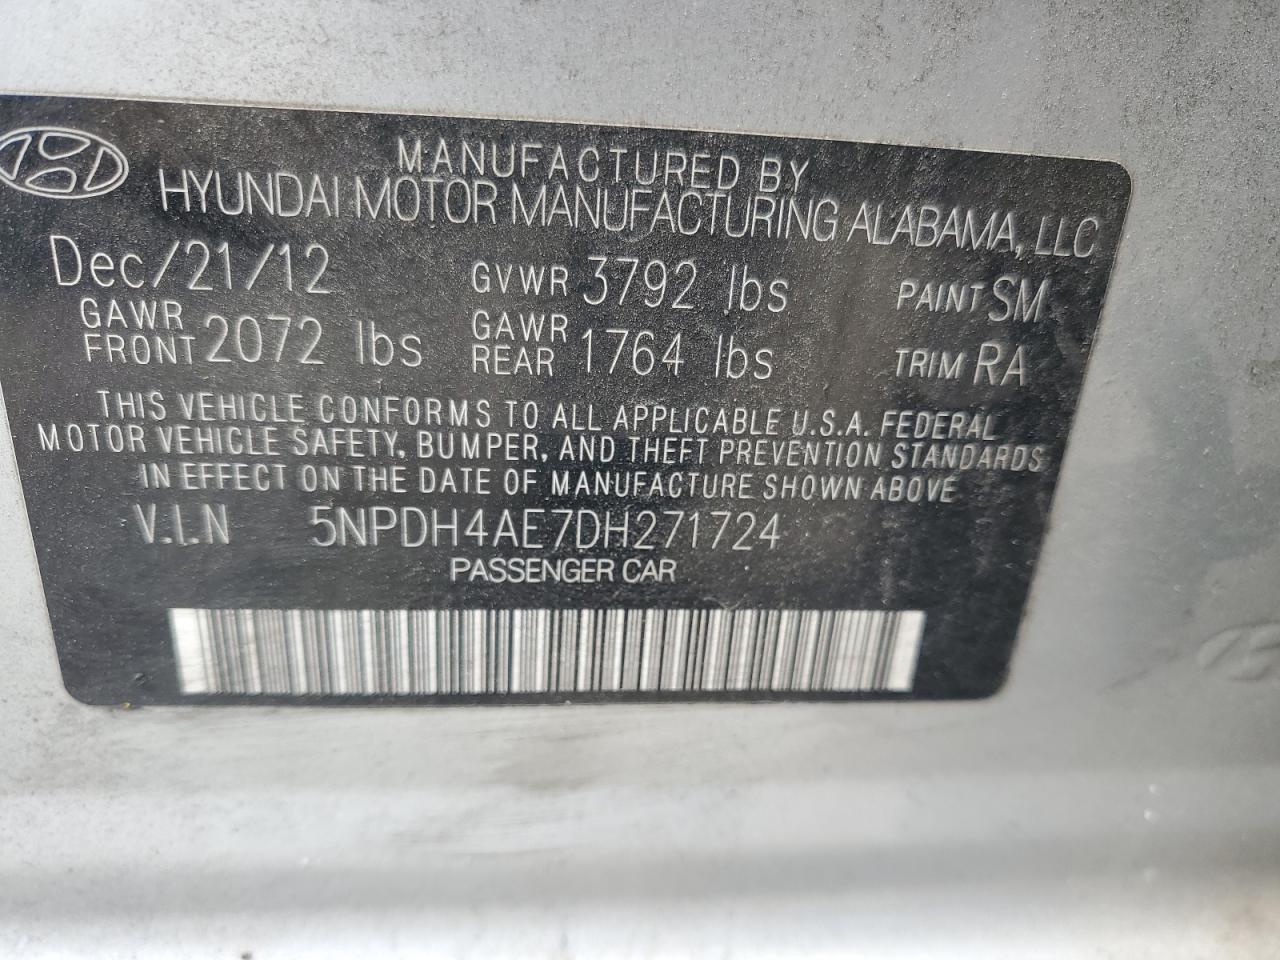 MANUFACTURED BY
HYUNDAI MOTOR MANUFACTURING ALABAMA, LLC
Dec/21/12 GVWR 3792 lbs PAINT SM
GAWR FRONT 2072 lbs GAWR REAR 1764 lbs TRIM RA
THIS VEHICLE CONFORMS TO ALL APPLICABLE U.S.A. FEDERAL
MOTOR VEHICLE SAFETY, BUMPER, AND THEFT PREVENTION STANDARDS
IN EFFECT ON THE DATE OF MANUFACTURE SHOWN ABOVE
V.I.N 5NPDH4AE7DH271724
PASSENGER CAR